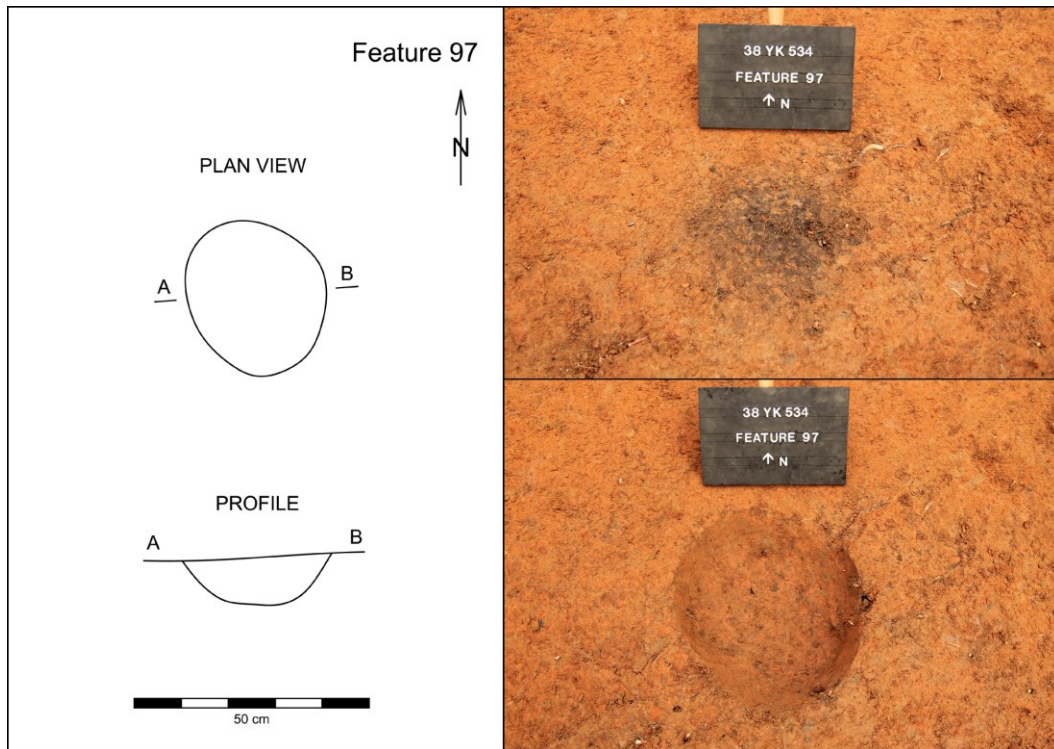 Feature 97
N
PLAN VIEW
A
B
PROFILE
A
B
50 cm
38 YK 534
FEATURE 97
↑ N
38 YK 534
FEATURE 97
↑ N